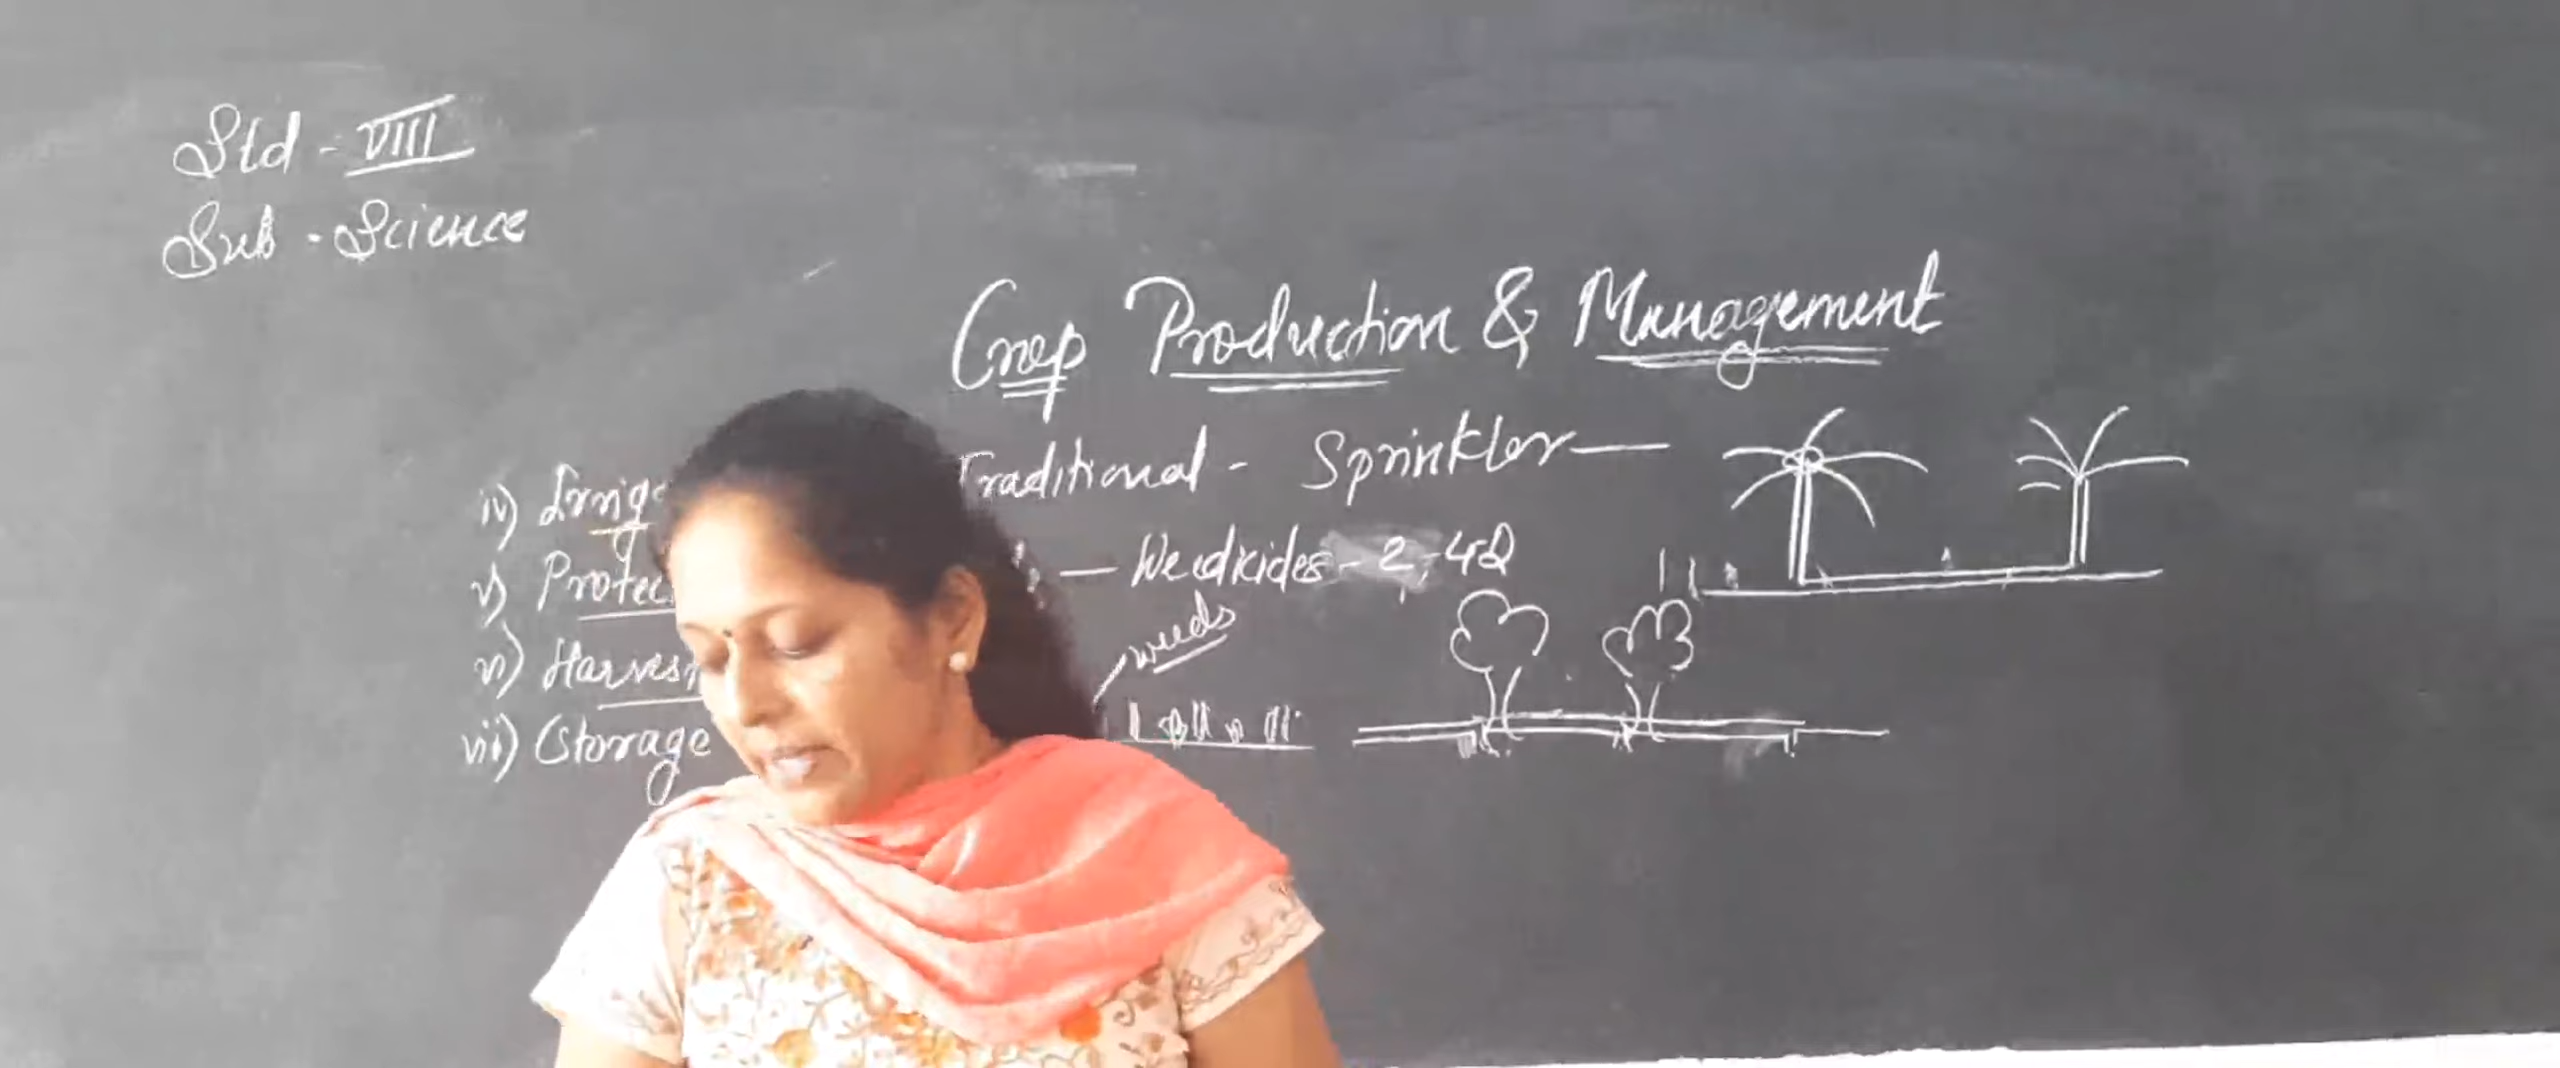 Std - VIII
Sub - Science
Crop Production & Management
iv) Irriga Traditional - Sprinkler —
v) Protec — Weedicides - 2,4D
weeds
vi) Harvest
vii) Storage